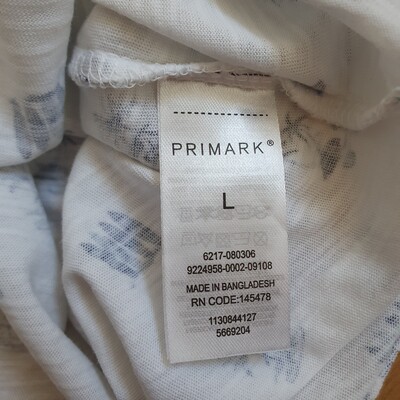 PRIMARK®
L
6217-080306
9224958-0002-09108
MADE IN BANGLADESH
RN CODE:145478
1130844127
5669204